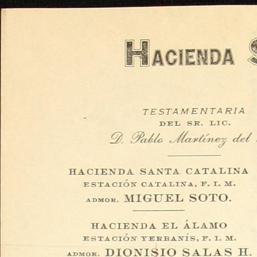 HACIENDA S
TESTAMENTARIA
DEL SR. LIC.
D. Pablo Martínez del
HACIENDA SANTA CATALINA
ESTACIÓN CATALINA, F. I. M.
ADMOR. MIGUEL SOTO.
HACIENDA EL ÁLAMO
ESTACIÓN YERBANÍS, F. I. M.
ADMOR. DIONISIO SALAS H.